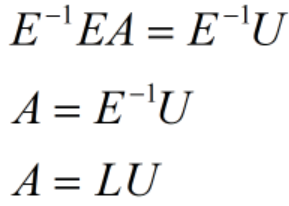 E⁻¹EA = E⁻¹U
A = E⁻¹U
A = LU